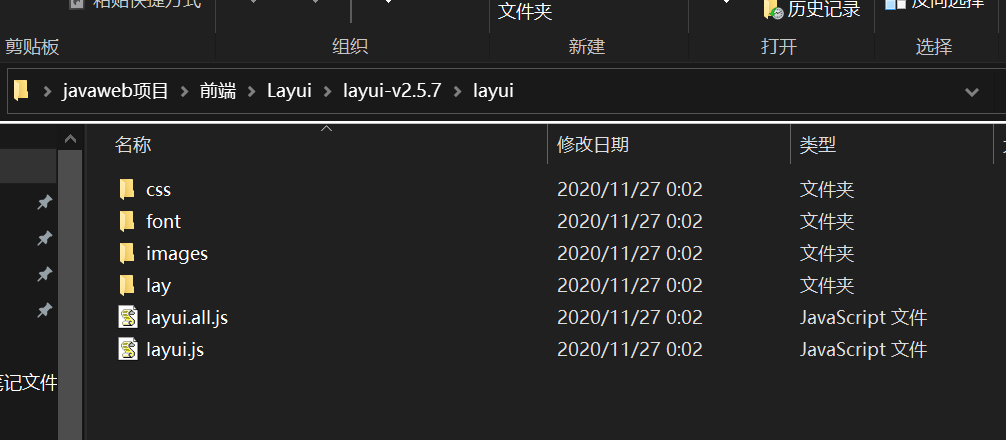 粘贴快捷方式
文件夹
历史记录
反向选择
剪贴板 组织 新建 打开 选择
javaweb项目 前端 Layui layui-v2.5.7 layui
名称 修改日期 类型
css 2020/11/27 0:02 文件夹
font 2020/11/27 0:02 文件夹
images 2020/11/27 0:02 文件夹
lay 2020/11/27 0:02 文件夹
layui.all.js 2020/11/27 0:02 JavaScript 文件
layui.js 2020/11/27 0:02 JavaScript 文件
笔记文件